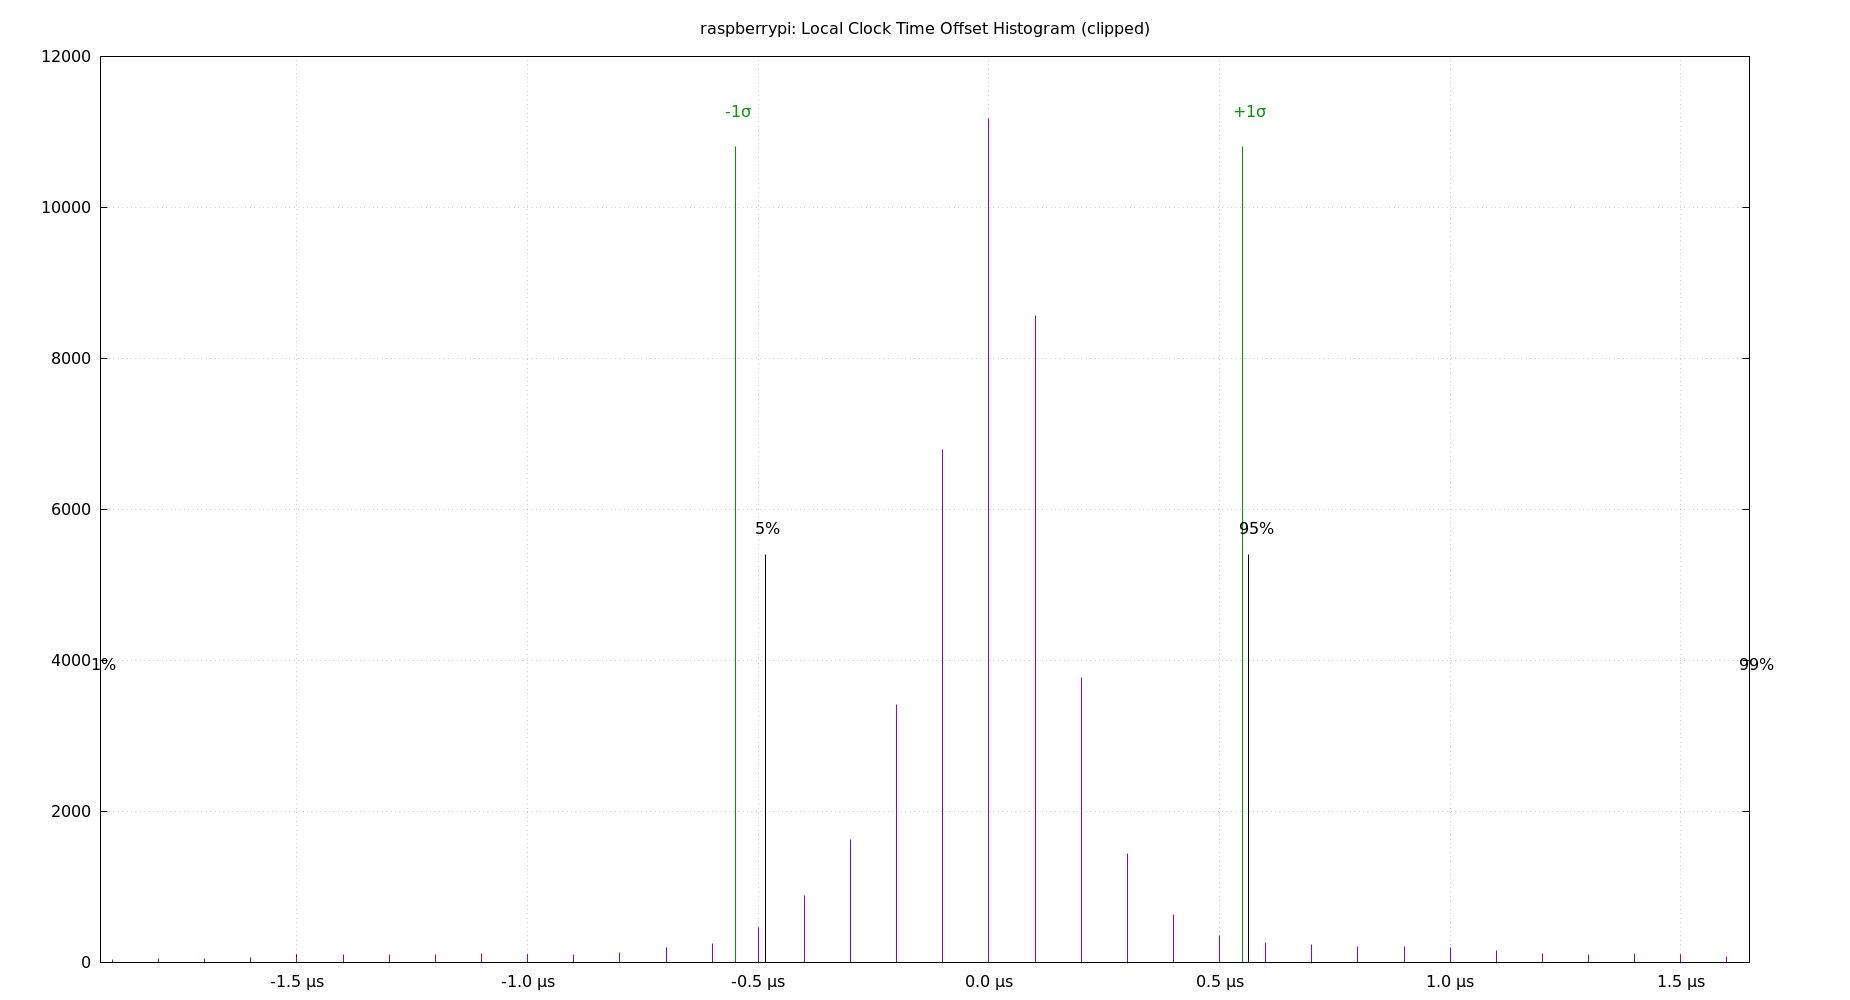 raspberrypi: Local Clock Time Offset Histogram (clipped)
12000
-1σ
+1σ
10000
8000
6000
5%
95%
4000
1%
99%
2000
0
-1.5 µs
-1.0 µs
-0.5 µs
0.0 µs
0.5 µs
1.0 µs
1.5 µs